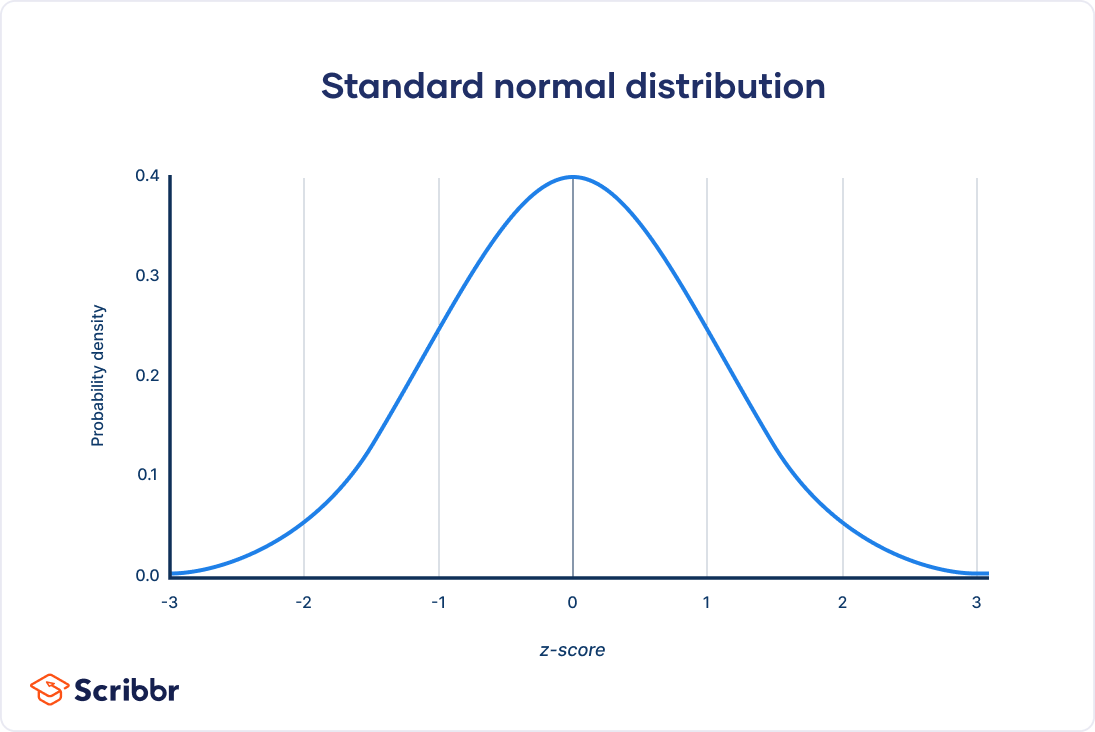 Standard normal distribution
0.4
0.3
0.2
0.1
0.0
Probability density
-3 -2 -1 0 1 2 3
z-score
Scribbr